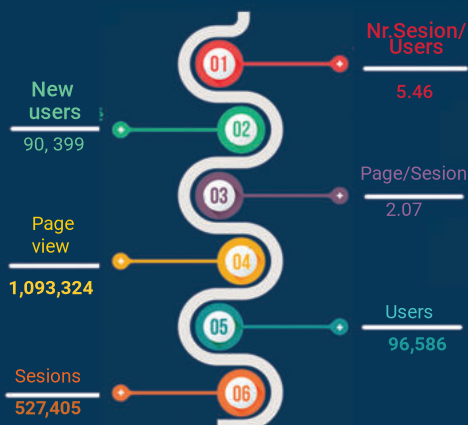 01
Nr.Sesion/
Users
5.46
New
users
90, 399
02
03
Page/Sesion
2.07
Page
view
1,093,324
04
05
Users
96,586
Sesions
527,405
06